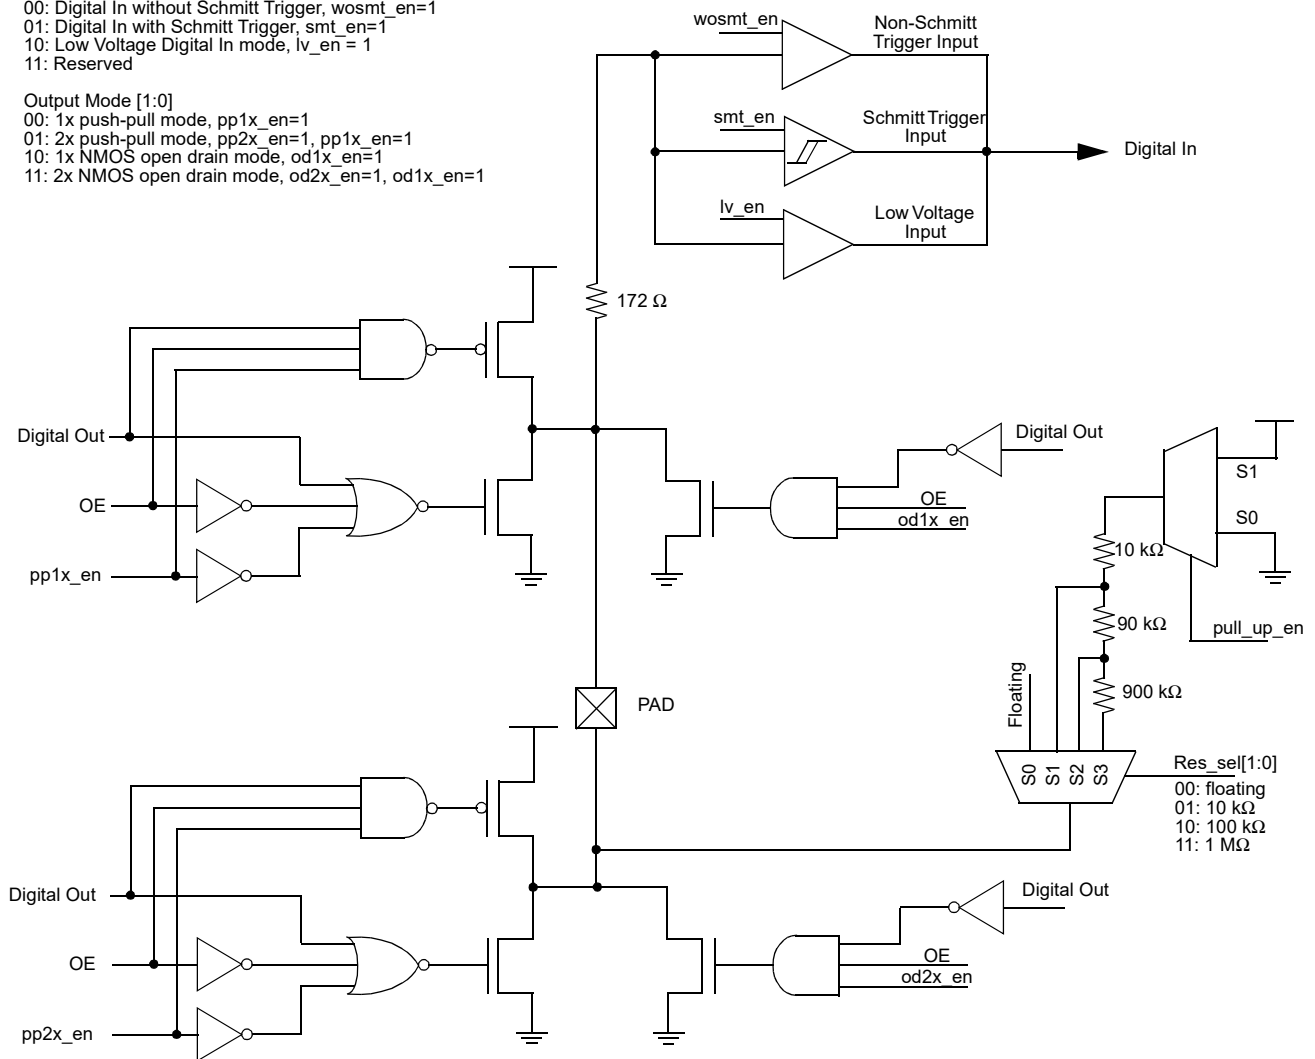 00: Digital In without Schmitt Trigger, wosmt_en=1
01: Digital In with Schmitt Trigger, smt_en=1
10: Low Voltage Digital In mode, lv_en = 1
11: Reserved
Output Mode [1:0]
00: 1x push-pull mode, pp1x_en=1
01: 2x push-pull mode, pp2x_en=1, pp1x_en=1
10: 1x NMOS open drain mode, od1x_en=1
11: 2x NMOS open drain mode, od2x_en=1, od1x_en=1
wosmt_en
Non-Schmitt
Trigger Input
smt_en
Schmitt Trigger
Input
Digital In
lv_en
Low Voltage
Input
172 Ω
Digital Out
OE
pp1x_en
Digital Out
OE
od1x_en
S1
S0
10 kΩ
90 kΩ
pull_up_en
900 kΩ
Floating
PAD
S0
S1
S2
S3
Res_sel[1:0]
00: floating
01: 10 kΩ
10: 100 kΩ
11: 1 MΩ
Digital Out
OE
pp2x_en
Digital Out
OE
od2x_en